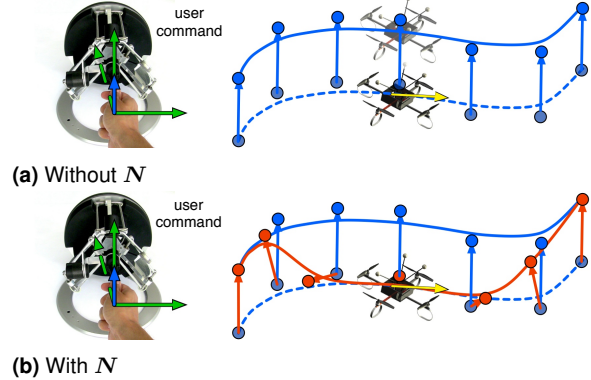 user
command
(a) Without N
user
command
(b) With N